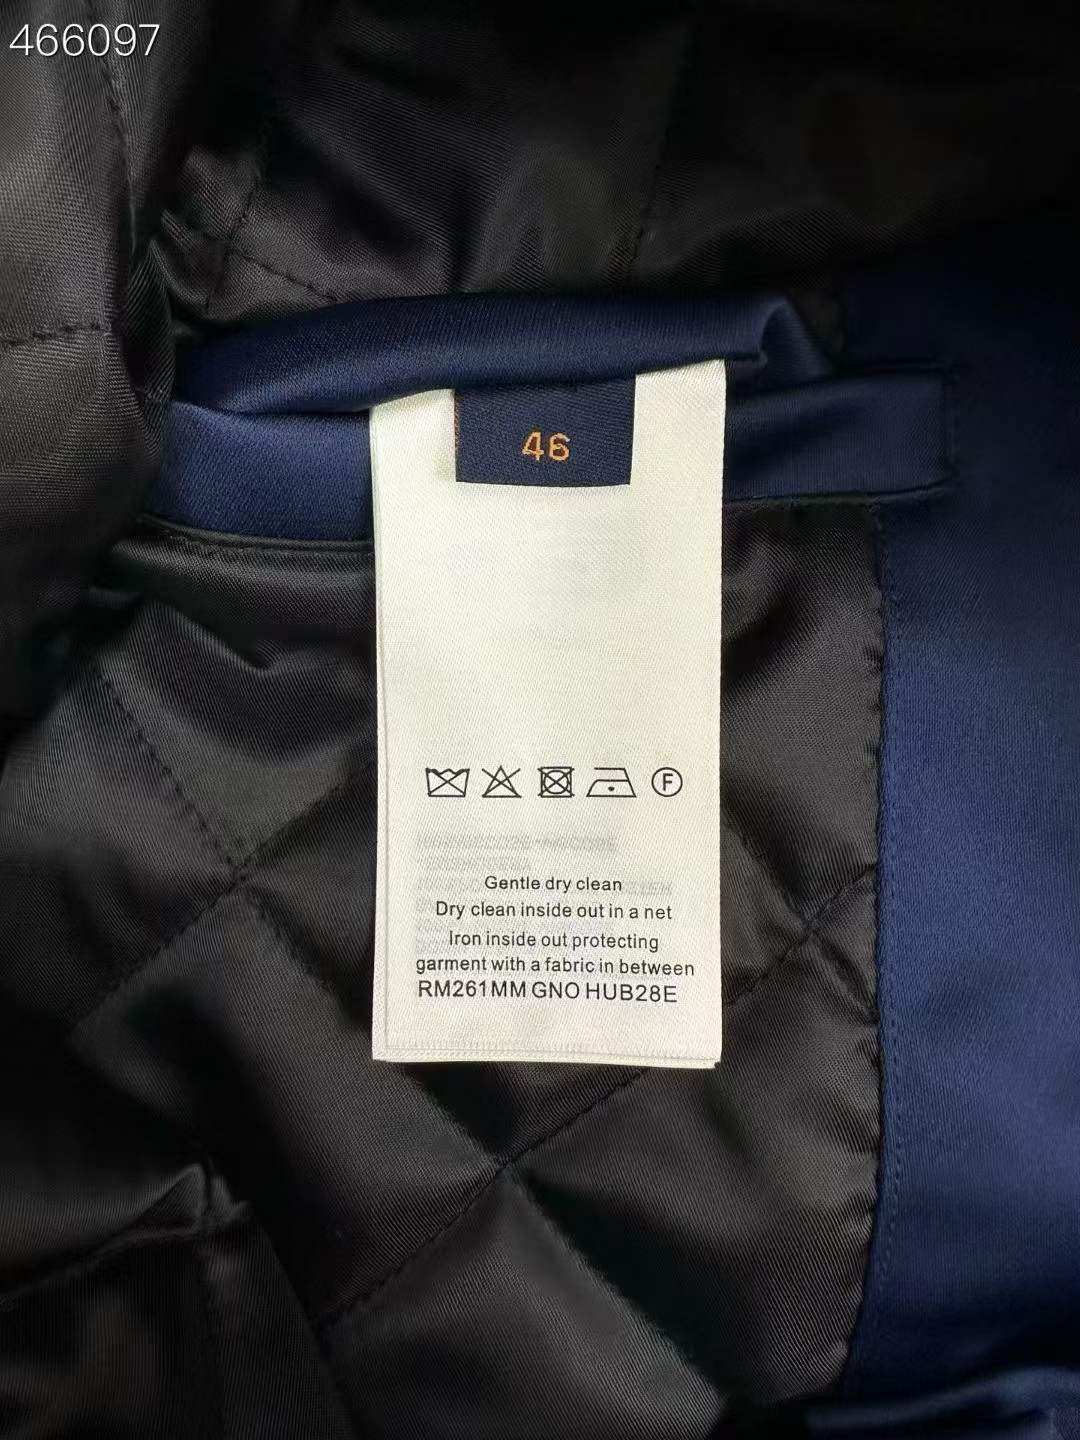 466097
46
F
Gentle dry clean
Dry clean inside out in a net
Iron inside out protecting
garment with a fabric in between
RM261MM GNO HUB28E